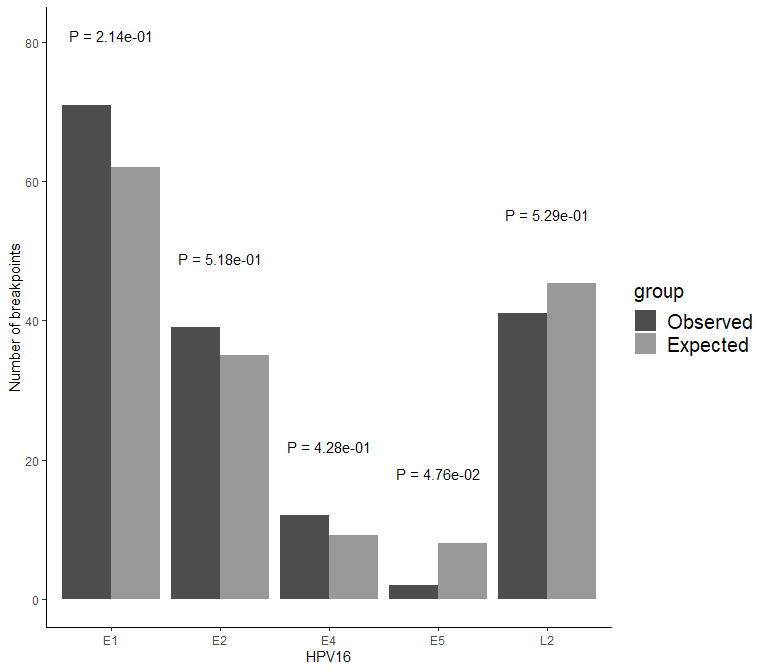 P = 2.14e-01
P = 5.18e-01
P = 4.28e-01
P = 4.76e-02
P = 5.29e-01
80
60
40
20
0
Number of breakpoints
E1
E2
E4
E5
L2
HPV16
group
Observed
Expected